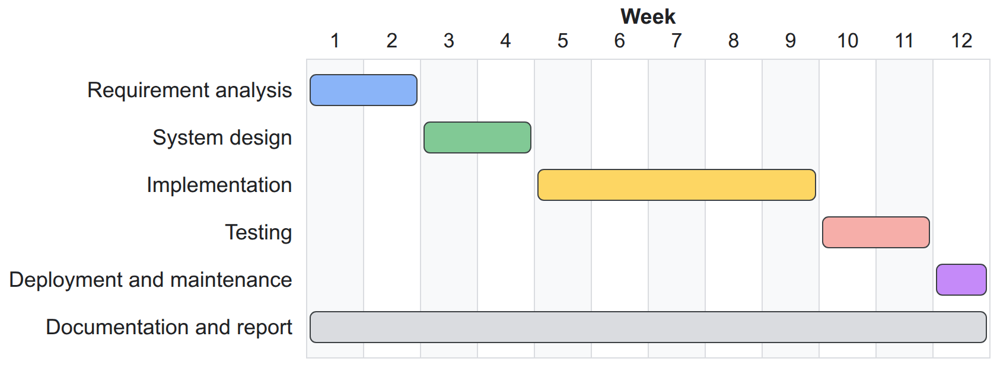 Week
1 2 3 4 5 6 7 8 9 10 11 12
Requirement analysis
System design
Implementation
Testing
Deployment and maintenance
Documentation and report